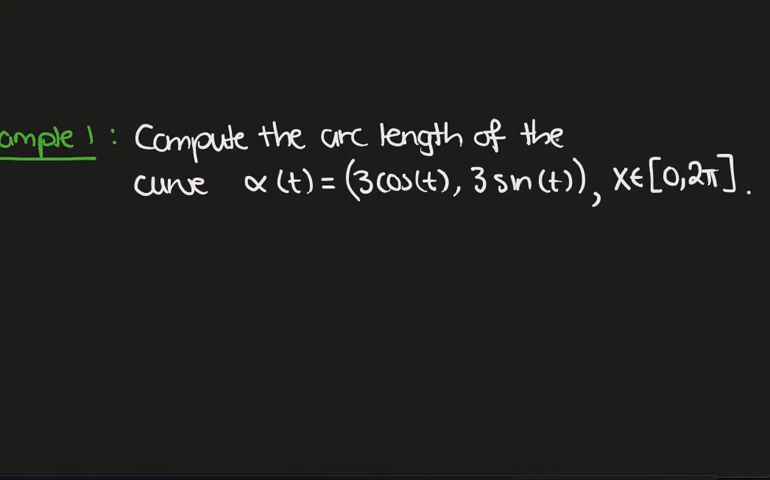 ample 1: Compute the arc length of the
curve α(t) = (3cos(t), 3sin(t)), x∈[0,2π].